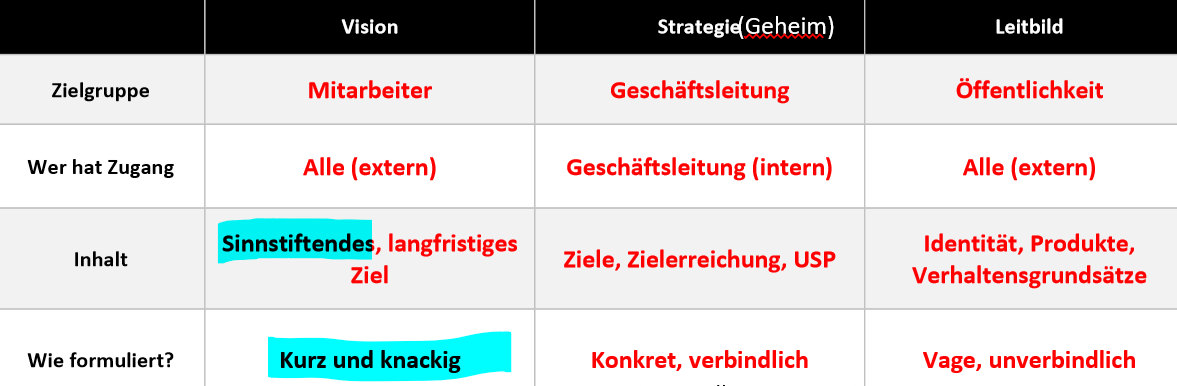 Vision Strategie(Geheim) Leitbild
Zielgruppe Mitarbeiter Geschäftsleitung Öffentlichkeit
Wer hat Zugang Alle (extern) Geschäftsleitung (intern) Alle (extern)
Inhalt Sinnstiftendes, langfristiges Ziel Ziele, Zielerreichung, USP Identität, Produkte, Verhaltensgrundsätze
Wie formuliert? Kurz und knackig Konkret, verbindlich Vage, unverbindlich